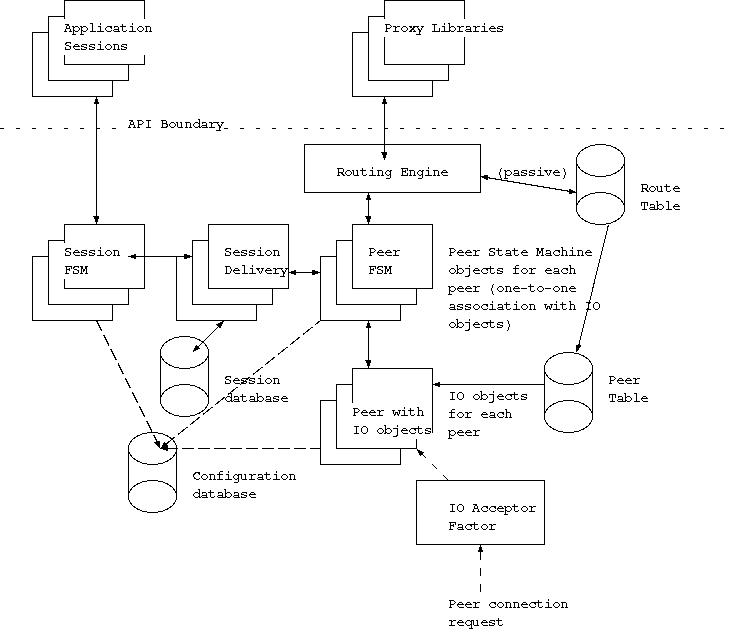 Application
Sessions
Proxy Libraries
API Boundary
Routing Engine
(passive)
Route
Table
Session
FSM
Session
Delivery
Peer
FSM
Peer State Machine
objects for each
peer (one-to-one
association with IO
objects)
Session
database
Peer with
IO objects
IO objects
for each
peer
Peer
Table
Configuration
database
IO Acceptor
Factor
Peer connection
request